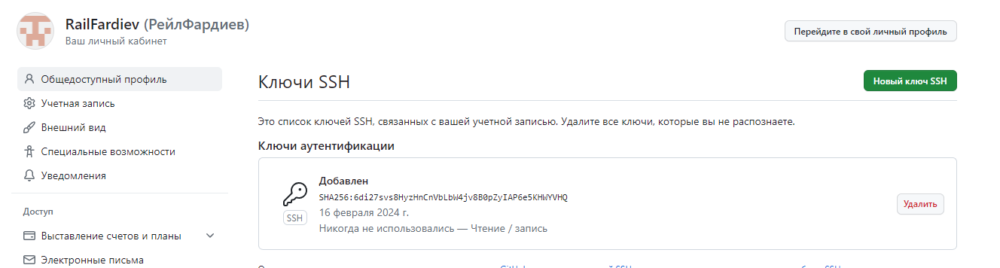 RailFardiev (РейлФардиев)
Ваш личный кабинет
Перейдите в свой личный профиль
Общедоступный профиль
Учетная запись
Внешний вид
Специальные возможности
Уведомления
Доступ
Выставление счетов и планы
Электронные письма
Ключи SSH
Новый ключ SSH
Это список ключей SSH, связанных с вашей учетной записью. Удалите все ключи, которые вы не распознаете.
Ключи аутентификации
Добавлен
SHA256:6di27svs8HyzHnCnVbLbW4jv8B0pZyIAP6e5KHWYVHQ
SSH
16 февраля 2024 г.
Никогда не использовались — Чтение / запись
Удалить